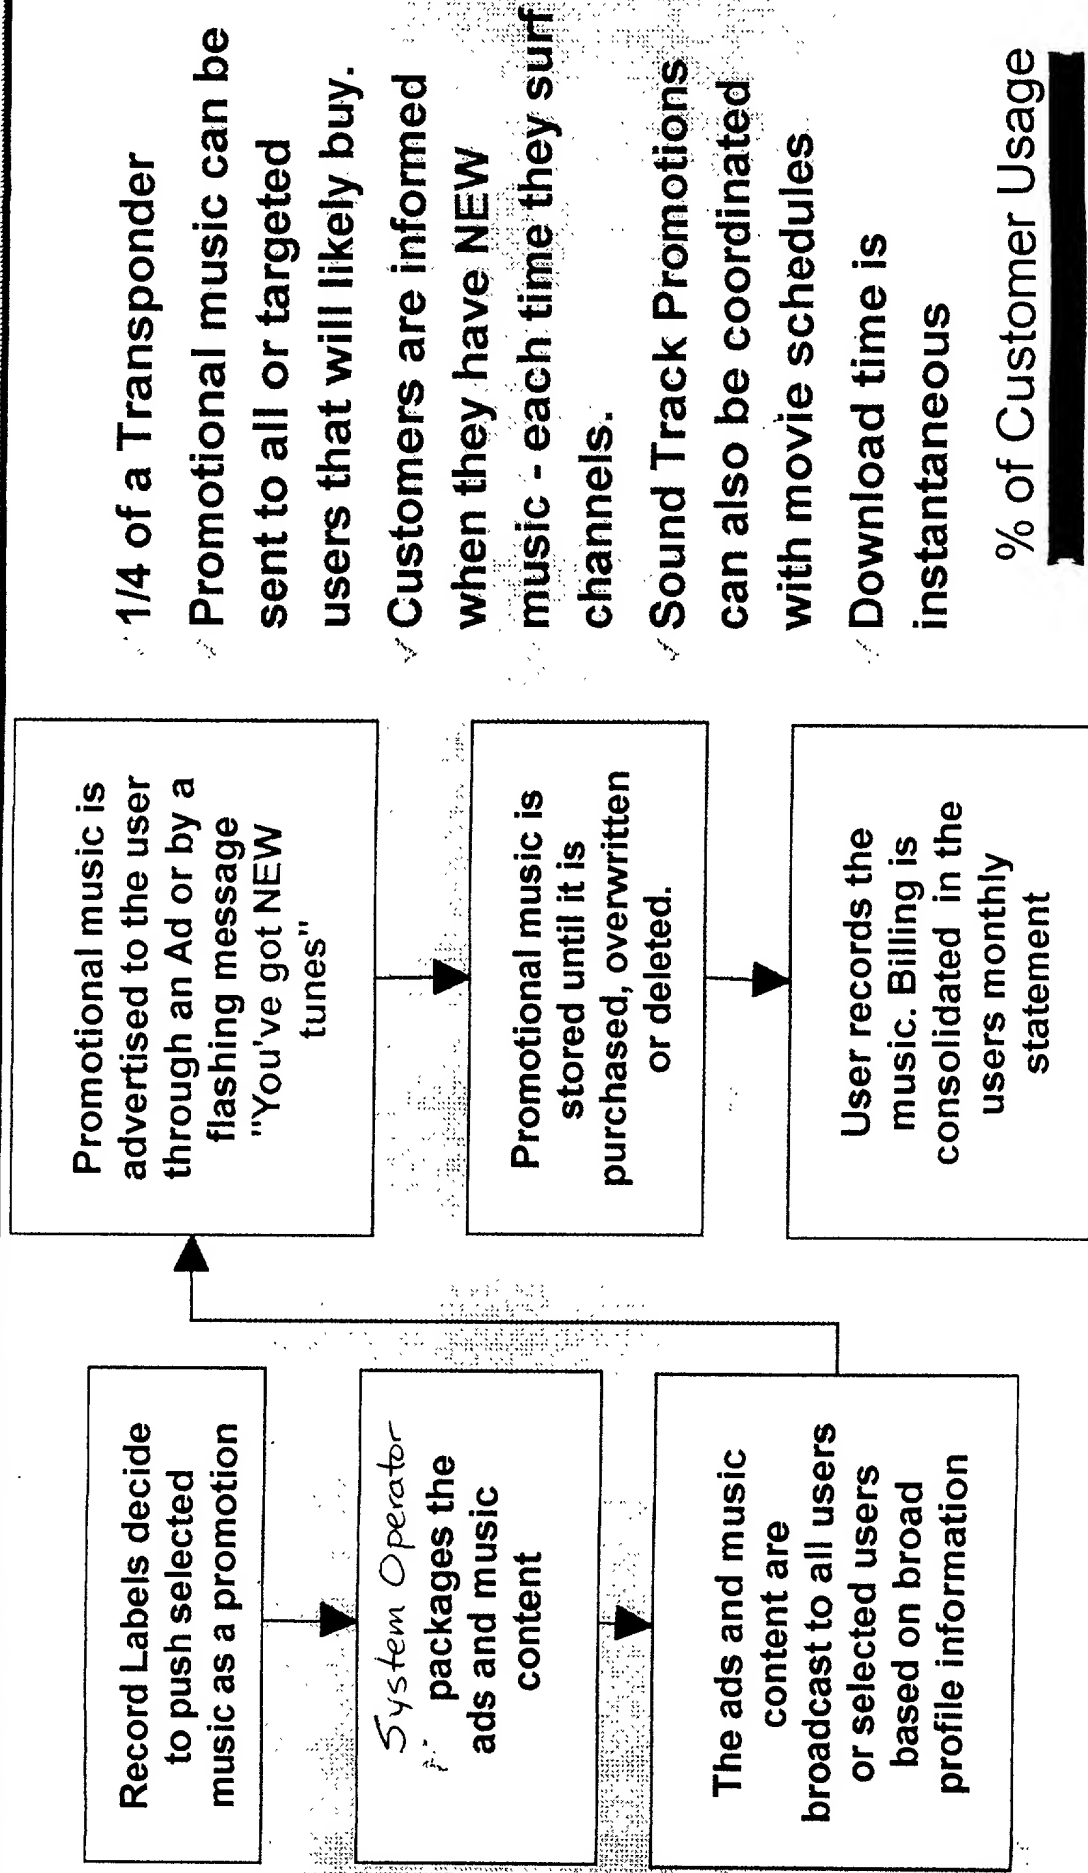 Record Labels decide
to push selected
music as a promotion
System Operator
packages the
ads and music
content
The ads and music
content are
broadcast to all users
or selected users
based on broad
profile information
Promotional music is
advertised to the user
through an Ad or by a
flashing message
"You've got NEW
tunes"
Promotional music is
stored until it is
purchased, overwritten
or deleted.
User records the
music. Billing is
consolidated in the
users monthly
statement
1/4 of a Transponder
✓ Promotional music can be
sent to all or targeted
users that will likely buy.
✓ Customers are informed
when they have NEW
music - each time they surf
channels.
✓ Sound Track Promotions
can also be coordinated
with movie schedules
✓ Download time is
instantaneous
% of Customer Usage